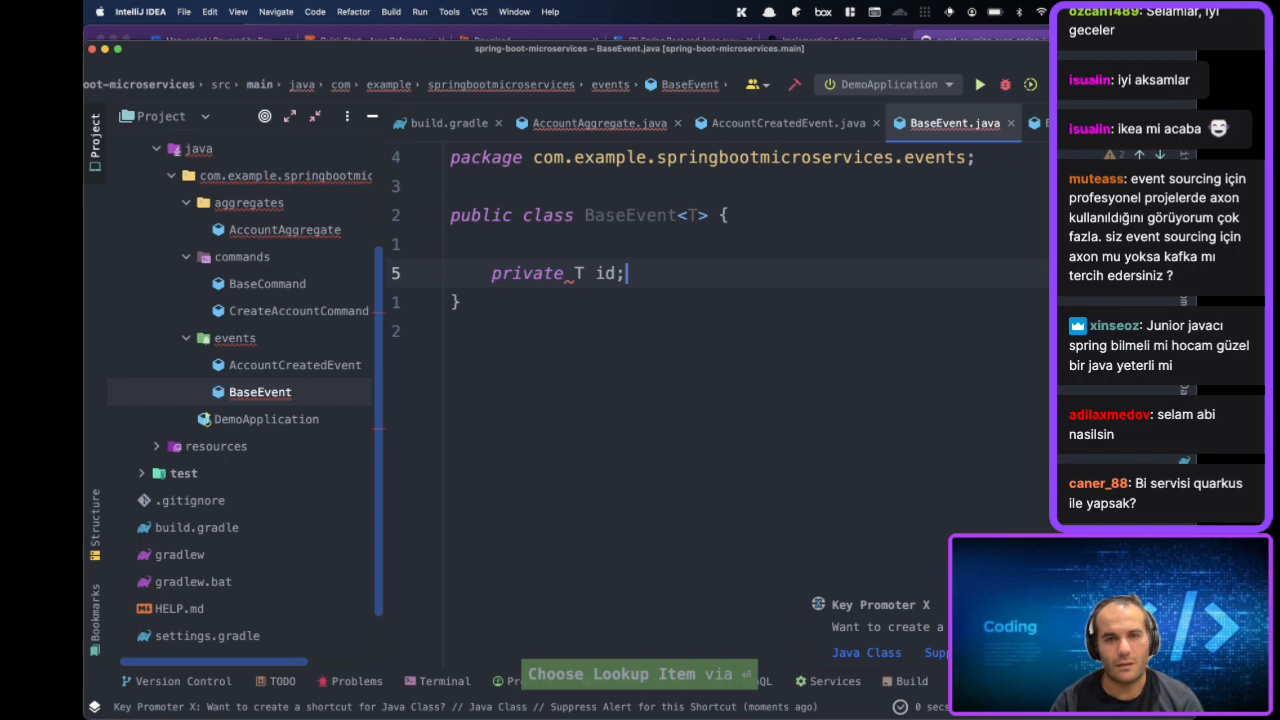 IntelliJ IDEA File Edit View Navigate Code Refactor Build Run Tools VCS Window Help
box
spring-boot-microservices – BaseEvent.java [spring-boot-microservices.main]
oot-microservices › src › main › java › com › example › springbootmicroservices › events › BaseEvent ›
DemoApplication
Project
Project
build.gradle
AccountAggregate.java
AccountCreatedEvent.java
BaseEvent.java
java
com.example.springbootmic
aggregates
AccountAggregate
commands
BaseCommand
CreateAccountCommand
events
AccountCreatedEvent
BaseEvent
DemoApplication
resources
test
.gitignore
build.gradle
gradlew
gradlew.bat
HELP.md
settings.gradle
Structure
Bookmarks
4 package com.example.springbootmicroservices.events;
3
2 public class BaseEvent<T> {
1
5 private T id;
1 }
2
2
Key Promoter X
Want to create a
Java Class Supp
Choose Lookup Item via ⏎
Version Control TODO Problems Terminal Services Build
Key Promoter X: Want to create a shortcut for Java Class? // Java Class // Suppress Alert for this Shortcut (moments ago)
0 secs
ozcan1489: Selamlar, iyi
geceler
isualin: iyi aksamlar
isualin: ikea mi acaba
muteass: event sourcing için
profesyonel projelerde axon
kullanıldığını görüyorum çok
fazla. siz event sourcing için
axon mu yoksa kafka mı
tercih edersiniz ?
xinseoz: Junior javacı
spring bilmeli mi hocam güzel
bir java yeterli mi
adilaxmedov: selam abi
nasilsin
caner_88: Bi servisi quarkus
ile yapsak?
Coding